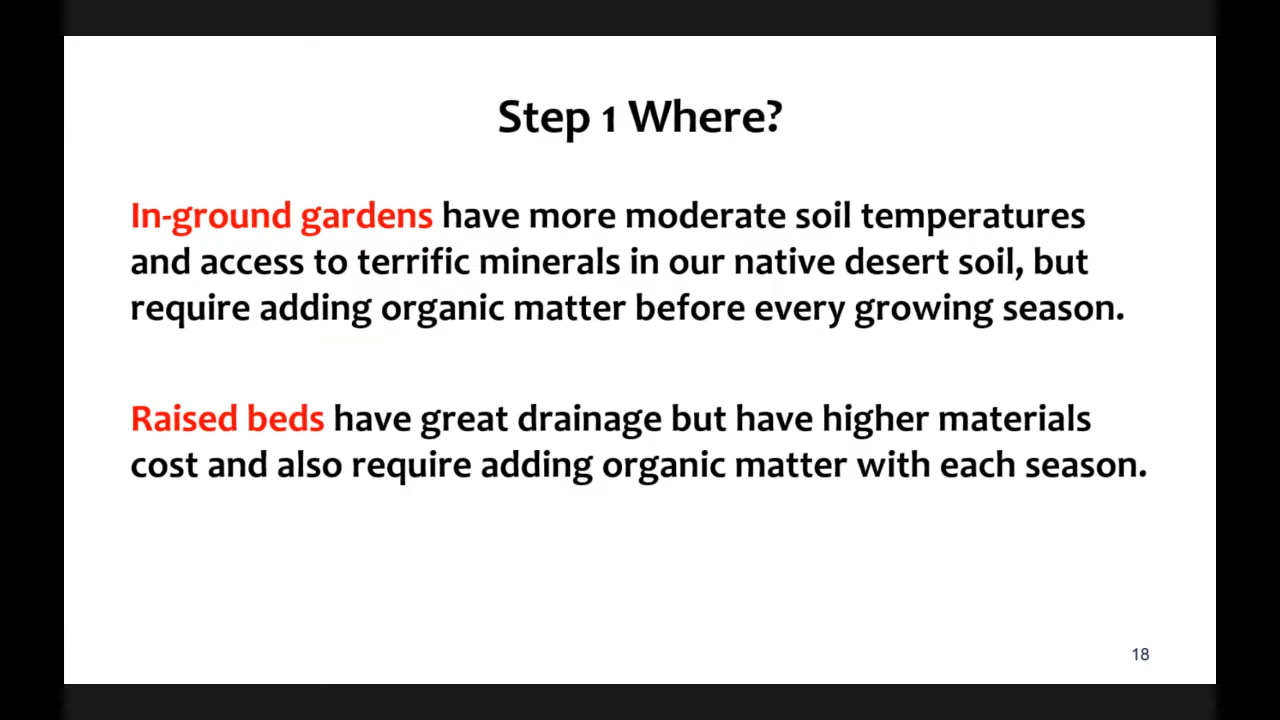 Step 1 Where?
In-ground gardens have more moderate soil temperatures
and access to terrific minerals in our native desert soil, but
require adding organic matter before every growing season.
Raised beds have great drainage but have higher materials
cost and also require adding organic matter with each season.
18